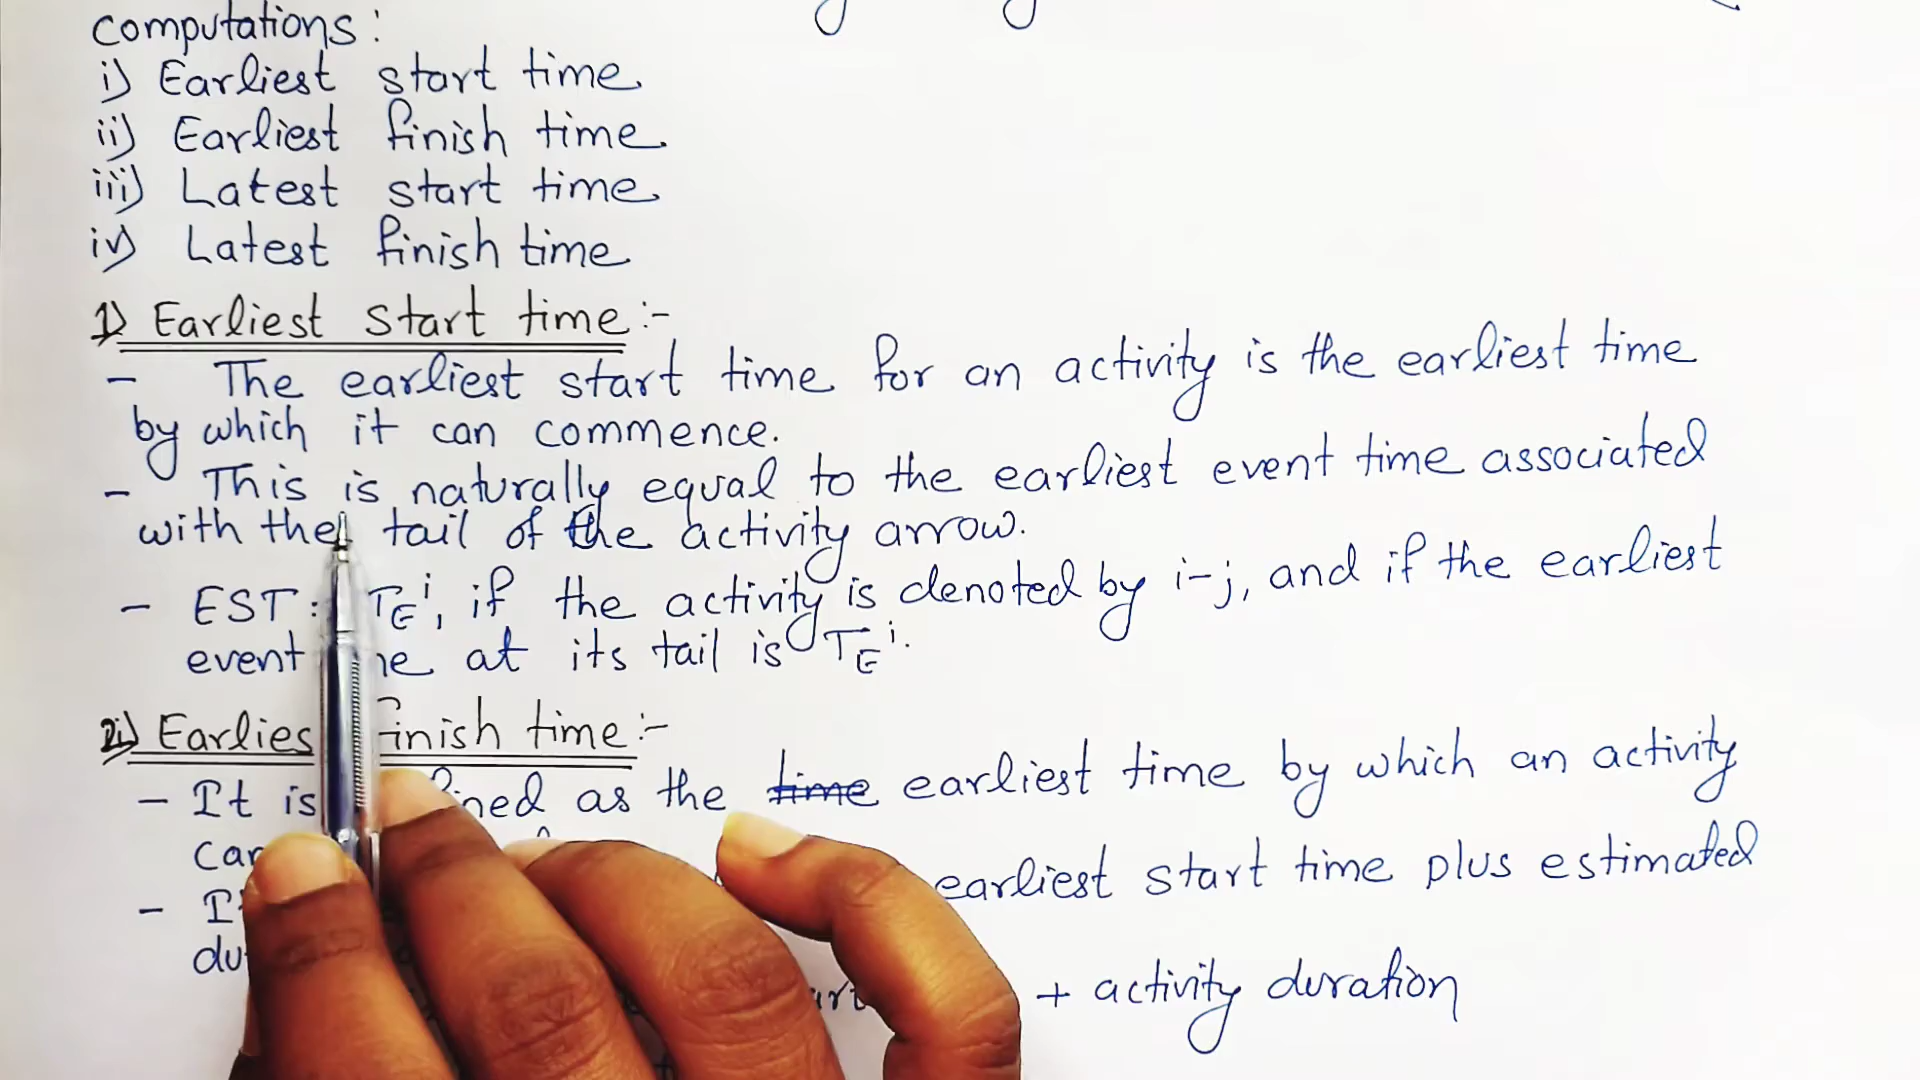 computations:
i) Earliest start time.
ii) Earliest finish time.
iii) Latest start time.
iv) Latest finish time
1) Earliest start time :-
- The earliest start time for an activity is the earliest time
by which it can commence.
- This is naturally equal to the earliest event time associated
with the tail of the activity arrow.
- EST = TEⁱ, if the activity is denoted by i-j, and if the earliest
event at its tail is TEⁱ.
Earliest finish time :-
- It is as the time earliest time by which an activity
earliest start time plus estimated
+ activity duration